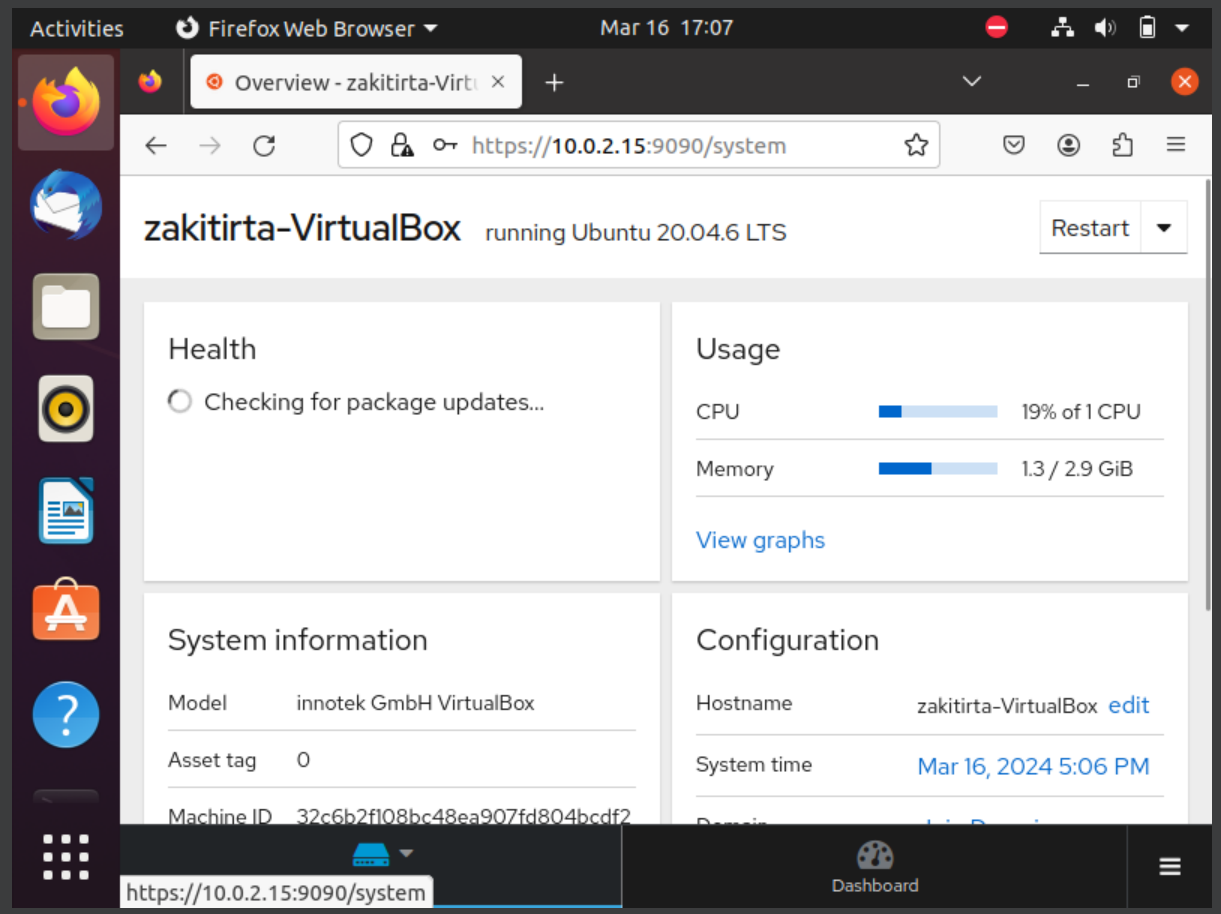 Activities
Firefox Web Browser
Mar 16 17:07
Overview - zakitirta-Virtu
https://10.0.2.15:9090/system
zakitirta-VirtualBox running Ubuntu 20.04.6 LTS
Restart
Health
Checking for package updates...
Usage
CPU 19% of 1 CPU
Memory 1.3 / 2.9 GiB
View graphs
System information
Model innotek GmbH VirtualBox
Asset tag 0
Machine ID 32c6b2f108bc48ea907fd804bcdf2
Configuration
Hostname zakitirta-VirtualBox edit
System time Mar 16, 2024 5:06 PM
Dashboard
https://10.0.2.15:9090/system